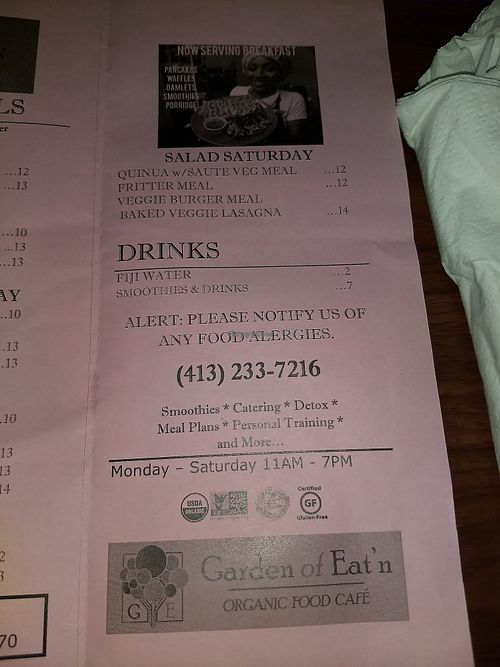 NOW SERVING BREAKFAST
PANCAKES
WAFFLES
OAMLETS
SMOOTHIES
PORRIDGE
SALAD SATURDAY
QUINUA w/SAUTE VEG MEAL ...12
FRITTER MEAL ...12
VEGGIE BURGER MEAL
BAKED VEGGIE LASAGNA ...14
DRINKS
FIJI WATER ...2
SMOOTHIES & DRINKS ...7
ALERT: PLEASE NOTIFY US OF
ANY FOOD ALERGIES.
(413) 233-7216
Smoothies * Catering * Detox *
Meal Plans * Personal Training *
and More...
Monday – Saturday 11AM - 7PM
USDA
ORGANIC
NON
GMO
Certified
GF
Gluten-Free
Garden of Eat'n
G E
ORGANIC FOOD CAFÉ
LS
...12
...13
...10
...13
...13
AY
...10
.13
.13
.10
13
13
14
2
3
70